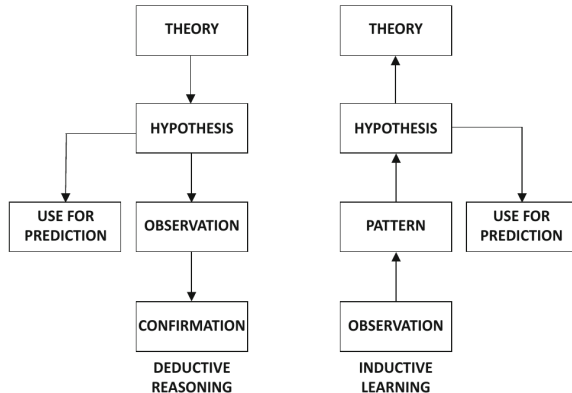 THEORY
HYPOTHESIS
USE FOR
PREDICTION
OBSERVATION
CONFIRMATION
DEDUCTIVE
REASONING
THEORY
HYPOTHESIS
PATTERN
USE FOR
PREDICTION
OBSERVATION
INDUCTIVE
LEARNING